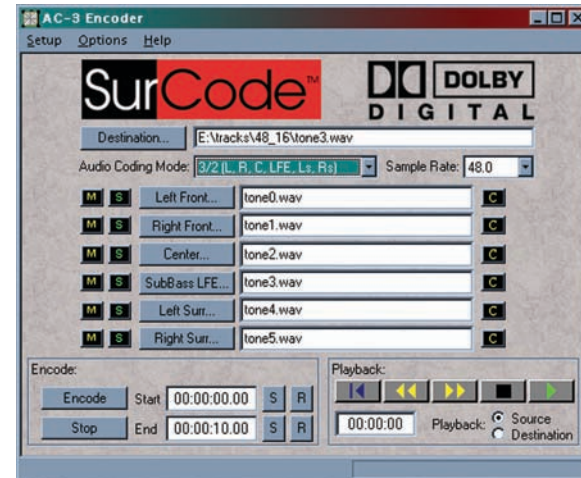 AC-3 Encoder
Setup Options Help
SurCode™ DOLBY
DIGITAL
Destination... E:\tracks\48_16\tone3.wav
Audio Coding Mode: 3/2 (L, R, C, LFE, Ls, Rs) Sample Rate: 48.0
M S Left Front... tone0.wav C
M S Right Front... tone1.wav C
M S Center... tone2.wav C
M S SubBass LFE... tone3.wav C
M S Left Surr... tone4.wav C
M S Right Surr... tone5.wav C
Encode: Playback:
Encode Start 00:00:00.00 S R
Stop End 00:00:10.00 S R 00:00:00 Playback: Source
Destination